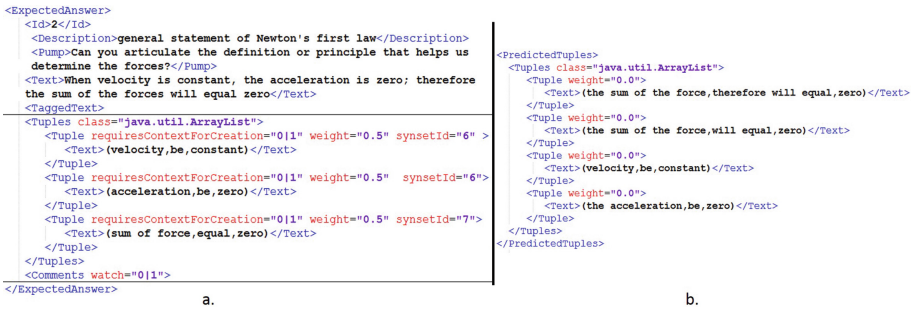 <ExpectedAnswer>
<Id>2</Id>
<Description>general statement of Newton's first law</Description>
<Pump>Can you articulate the definition or principle that helps us
determine the forces?</Pump>
<Text>When velocity is constant, the acceleration is zero; therefore
the sum of the forces will equal zero</Text>
<TaggedText>
<Tuples class="java.util.ArrayList">
<Tuple requiresContextForCreation="0|1" weight="0.5" synsetId="6" >
<Text>(velocity,be,constant)</Text>
</Tuple>
<Tuple requiresContextForCreation="0|1" weight="0.5"  synsetId="6">
<Text>(acceleration,be,zero)</Text>
</Tuple>
<Tuple requiresContextForCreation="0|1" weight="0.5" synsetId="7">
<Text>(sum of force,equal,zero)</Text>
</Tuple>
</Tuples>
<Comments watch="0|1">
</ExpectedAnswer>
a.
<PredictedTuples>
<Tuples class="java.util.ArrayList">
<Tuple weight="0.0">
<Text>(the sum of the force,therefore will equal,zero)</Text>
</Tuple>
<Tuple weight="0.0">
<Text>(the sum of the force,will equal,zero)</Text>
</Tuple>
<Tuple weight="0.0">
<Text>(velocity,be,constant)</Text>
</Tuple>
<Tuple weight="0.0">
<Text>(the acceleration,be,zero)</Text>
</Tuple>
</Tuples>
</PredictedTuples>
b.